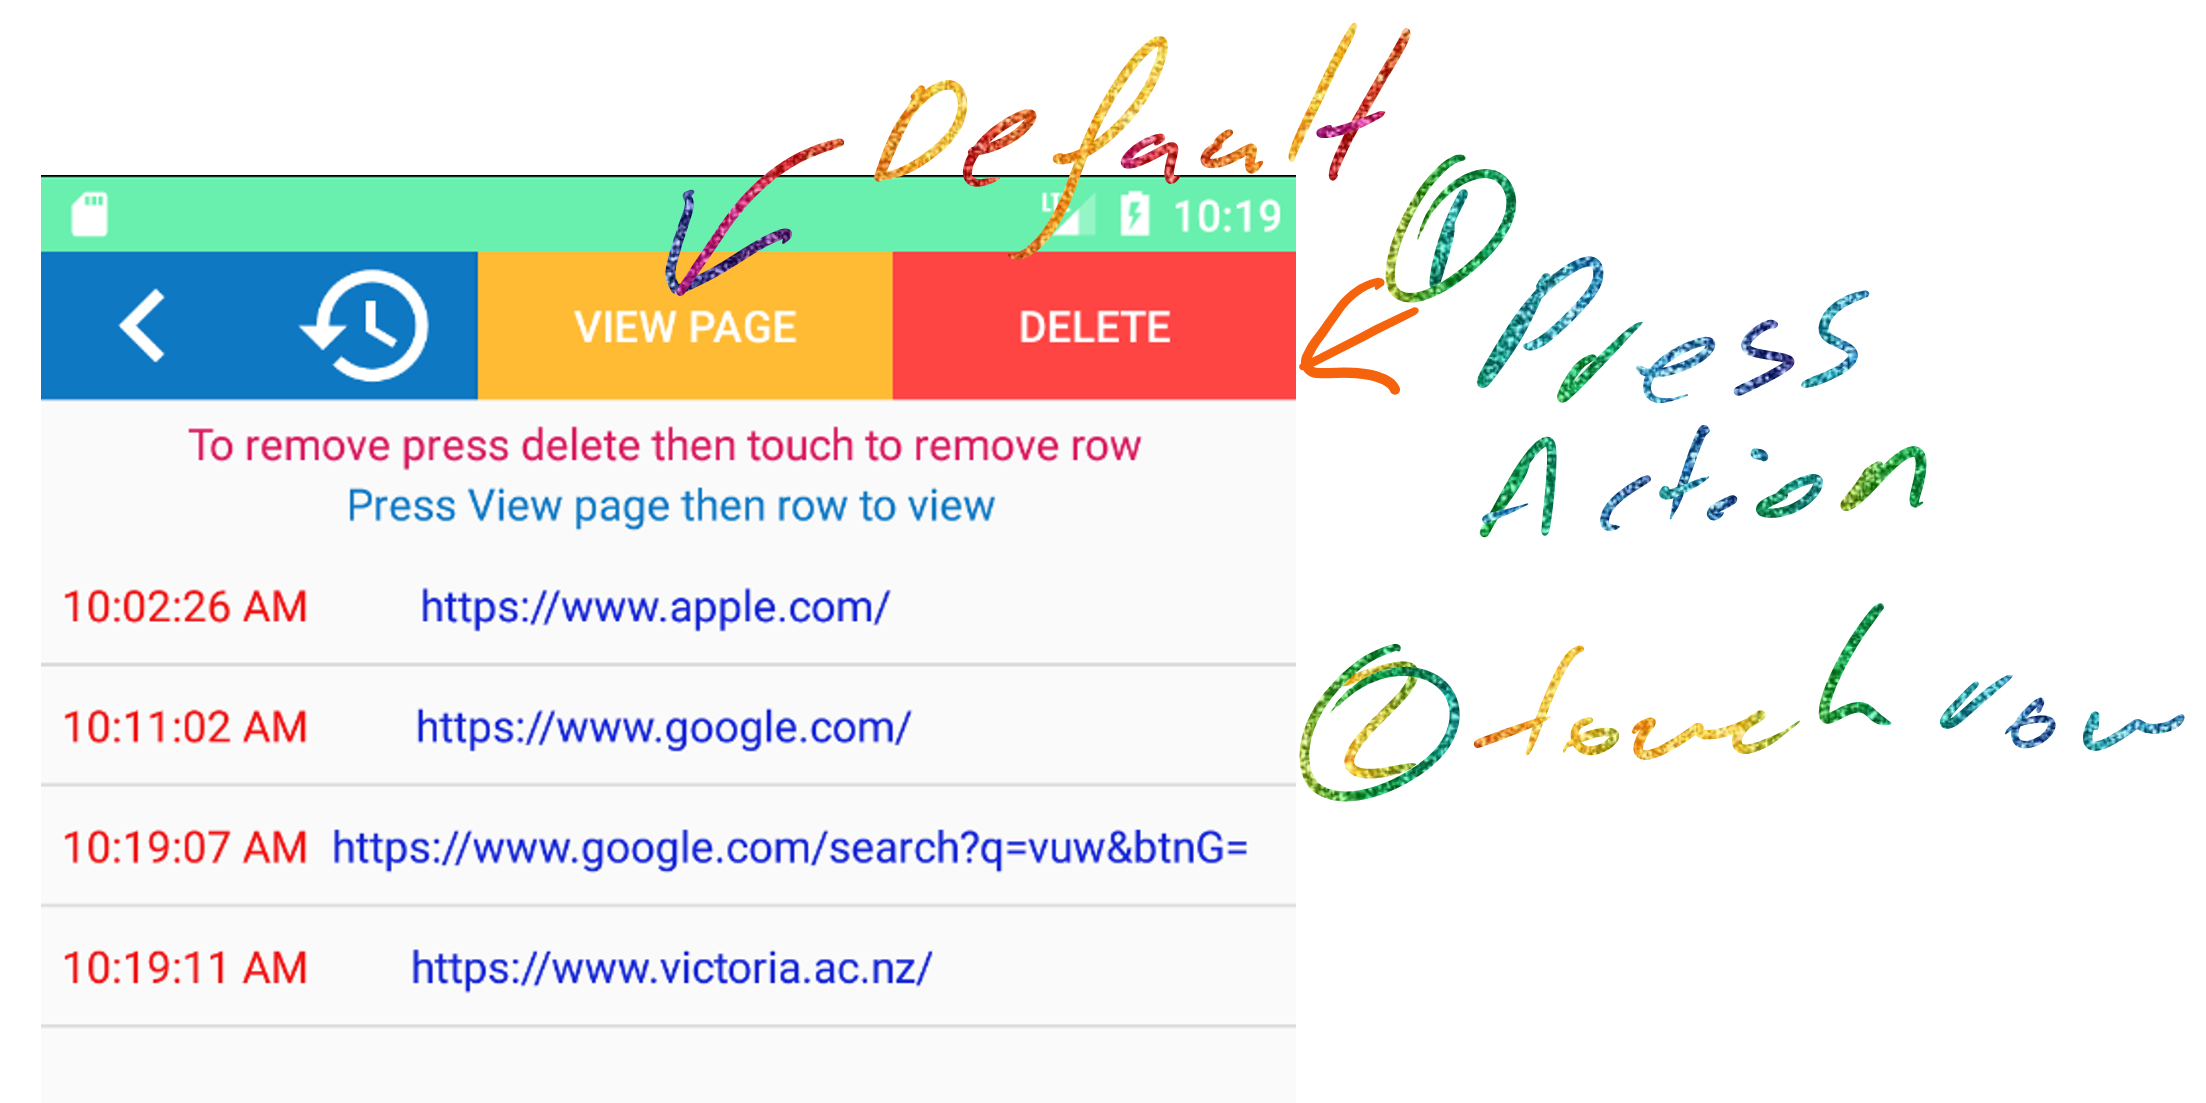 Default
LTE 10:19
① Press
VIEW PAGE DELETE
Action
To remove press delete then touch to remove row
Press View page then row to view
② touch row
10:02:26 AM https://www.apple.com/
10:11:02 AM https://www.google.com/
10:19:07 AM https://www.google.com/search?q=vuw&btnG=
10:19:11 AM https://www.victoria.ac.nz/